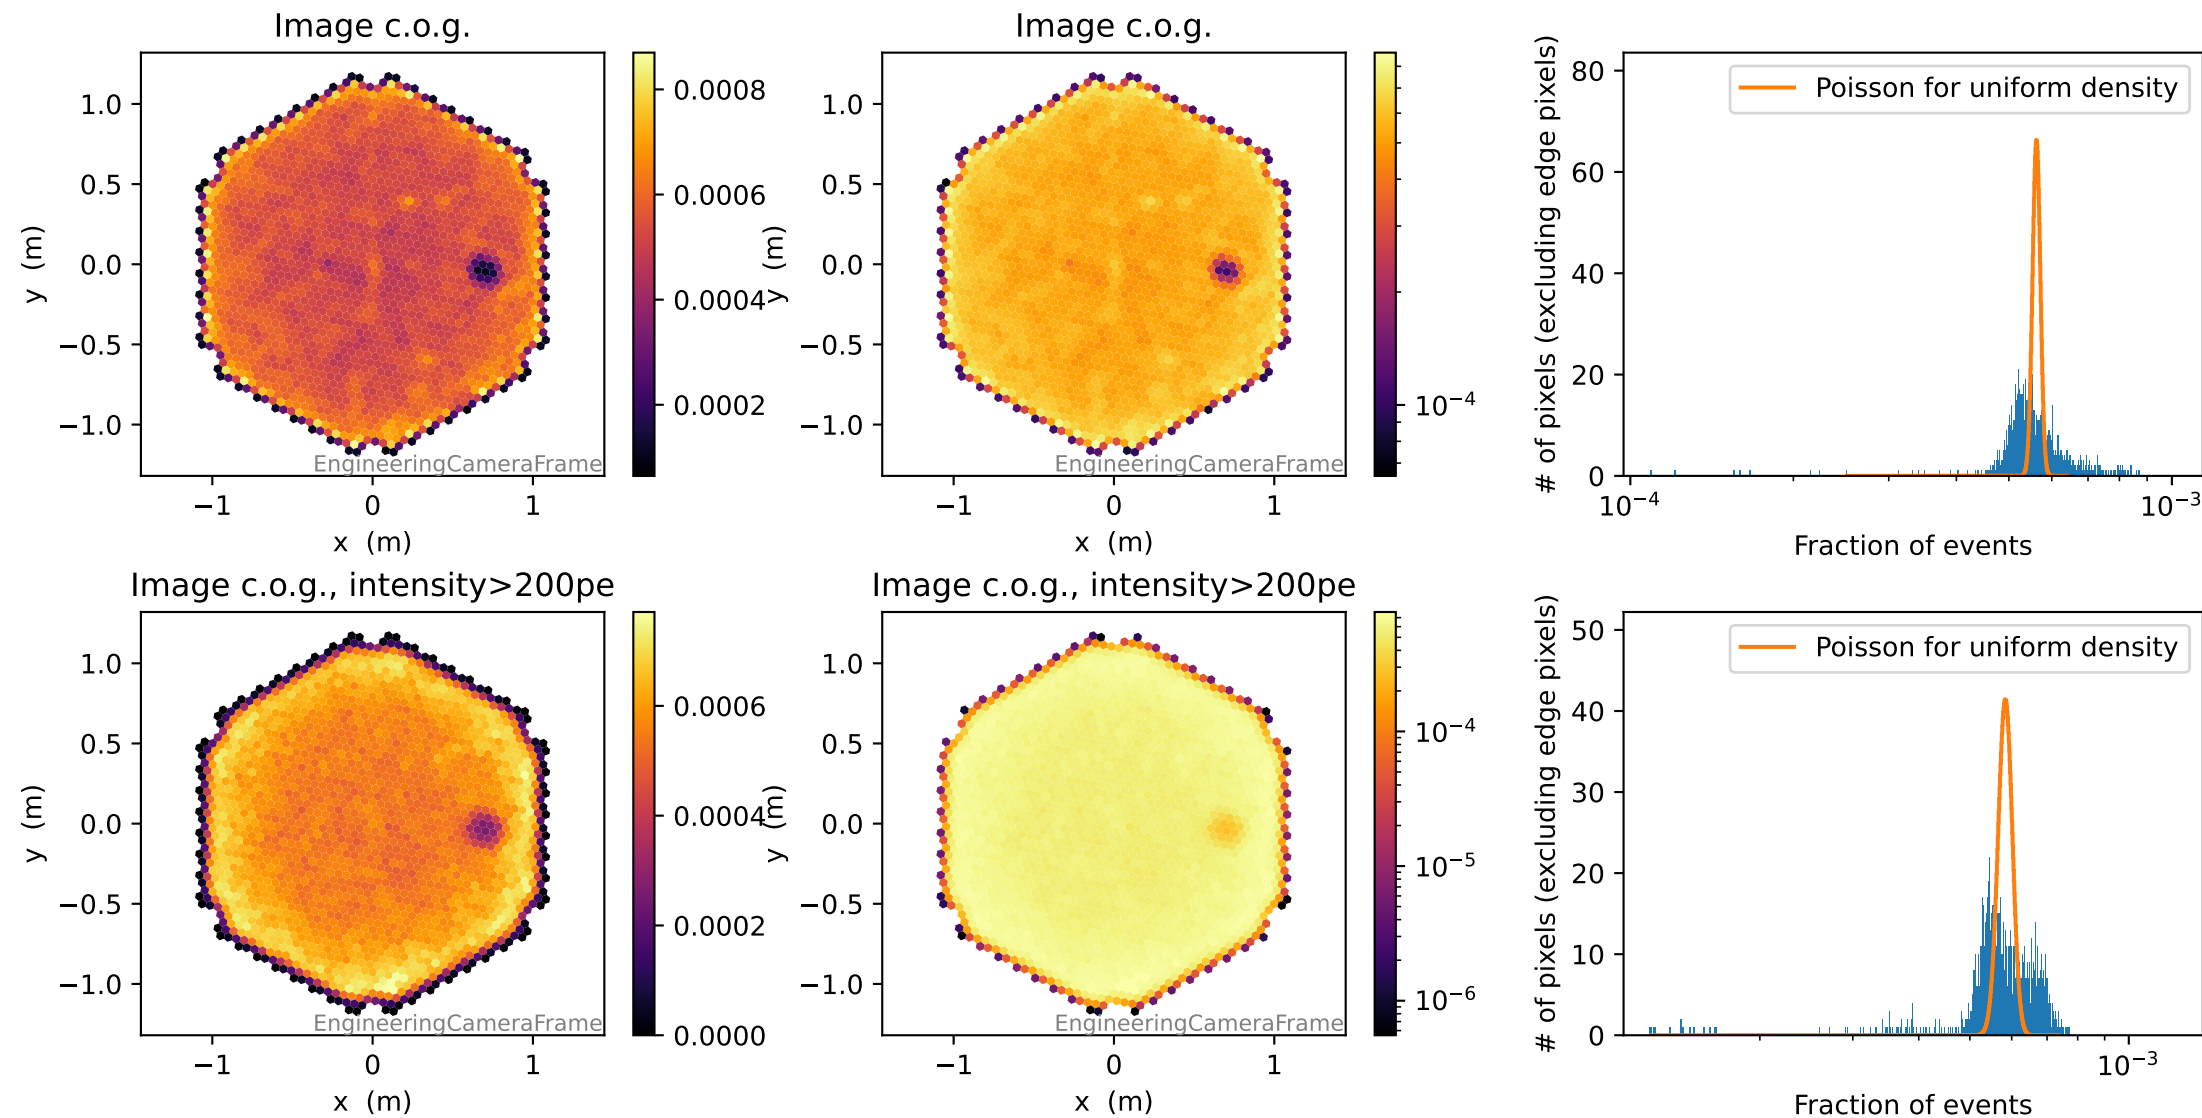 Image c.o.g.
1.0
0.5
0.0
−0.5
−1.0
y (m)
−1
0
1
x (m)
EngineeringCameraFrame
0.0008
0.0006
0.0004
0.0002
Image c.o.g.
1.0
0.5
0.0
−0.5
−1.0
y (m)
−1
0
1
x (m)
EngineeringCameraFrame
10⁻⁴
80
60
40
20
0
# of pixels (excluding edge pixels)
Poisson for uniform density
10⁻⁴
10⁻³
Fraction of events
Image c.o.g., intensity>200pe
1.0
0.5
0.0
−0.5
−1.0
y (m)
−1
0
1
x (m)
EngineeringCameraFrame
0.0006
0.0004
0.0002
0.0000
Image c.o.g., intensity>200pe
1.0
0.5
0.0
−0.5
−1.0
y (m)
−1
0
1
x (m)
EngineeringCameraFrame
10⁻⁴
10⁻⁵
10⁻⁶
50
40
30
20
10
0
# of pixels (excluding edge pixels)
Poisson for uniform density
10⁻³
Fraction of events